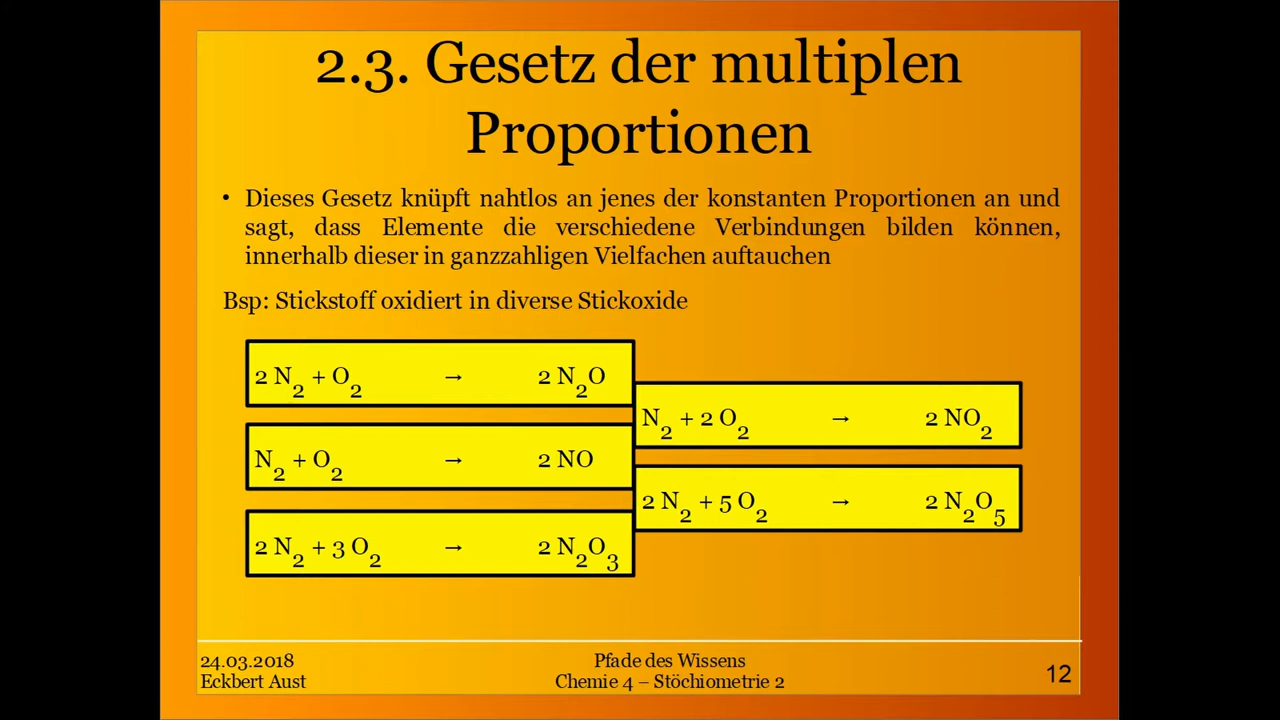 2.3. Gesetz der multiplen
Proportionen
• Dieses Gesetz knüpft nahtlos an jenes der konstanten Proportionen an und
sagt, dass Elemente die verschiedene Verbindungen bilden können,
innerhalb dieser in ganzzahligen Vielfachen auftauchen
Bsp: Stickstoff oxidiert in diverse Stickoxide
2 N₂ + O₂ → 2 N₂O
N₂ + O₂ → 2 NO
2 N₂ + 3 O₂ → 2 N₂O₃
N₂ + 2 O₂ → 2 NO₂
2 N₂ + 5 O₂ → 2 N₂O₅
24.03.2018
Eckbert Aust
Pfade des Wissens
Chemie 4 – Stöchiometrie 2
12